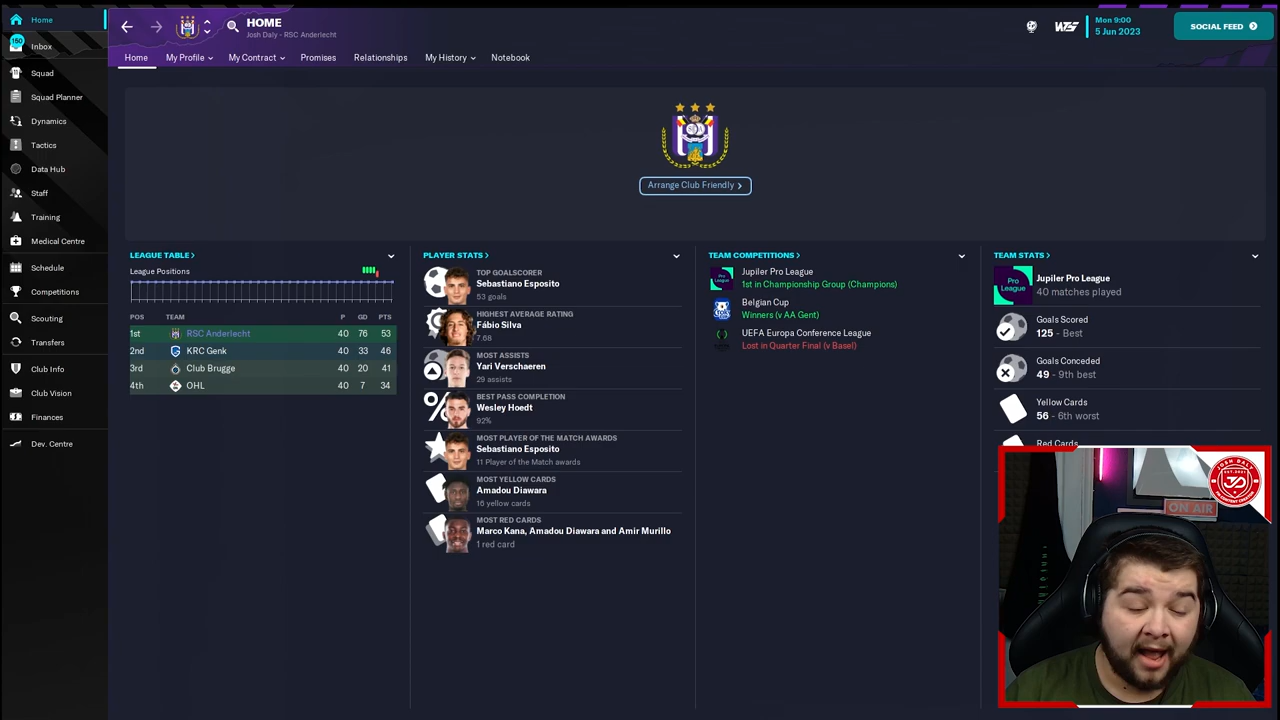 Home
HOME
Josh Daly - RSC Anderlecht
Mon 9:00
5 Jun 2023
SOCIAL FEED
160
Inbox
Squad
Squad Planner
Dynamics
Tactics
Data Hub
Staff
Training
Medical Centre
Schedule
Competitions
Scouting
Transfers
Club Info
Club Vision
Finances
Dev. Centre
Home My Profile My Contract Promises Relationships My History Notebook
Arrange Club Friendly
LEAGUE TABLE
League Positions
POS TEAM P GD PTS
1st RSC Anderlecht 40 76 53
2nd KRC Genk 40 33 46
3rd Club Brugge 40 20 41
4th OHL 40 7 34
PLAYER STATS
TOP GOALSCORER
Sebastiano Esposito
53 goals
HIGHEST AVERAGE RATING
Fábio Silva
7.68
MOST ASSISTS
Yari Verschaeren
29 assists
BEST PASS COMPLETION
Wesley Hoedt
92%
MOST PLAYER OF THE MATCH AWARDS
Sebastiano Esposito
11 Player of the Match awards
MOST YELLOW CARDS
Amadou Diawara
16 yellow cards
MOST RED CARDS
Marco Kana, Amadou Diawara and Amir Murillo
1 red card
TEAM COMPETITIONS
Jupiler Pro League
1st in Championship Group (Champions)
Belgian Cup
Winners (v AA Gent)
UEFA Europa Conference League
Lost in Quarter Final (v Basel)
TEAM STATS
Pro League
Jupiler Pro League
40 matches played
Goals Scored
125 - Best
Goals Conceded
49 - 9th best
Yellow Cards
56 - 6th worst
Red Cards
JOSH DALY
JD
ON AIR